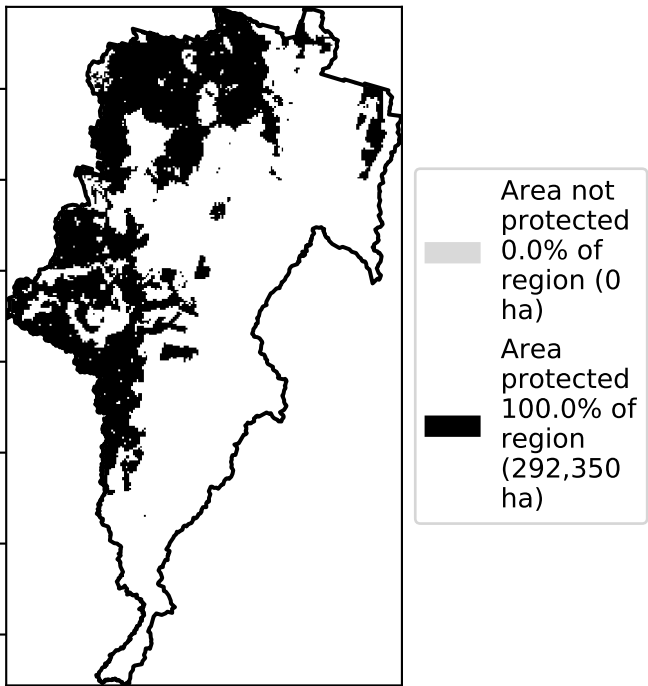 Area not
protected
0.0% of
region (0
ha)
Area
protected
100.0% of
region
(292,350
ha)